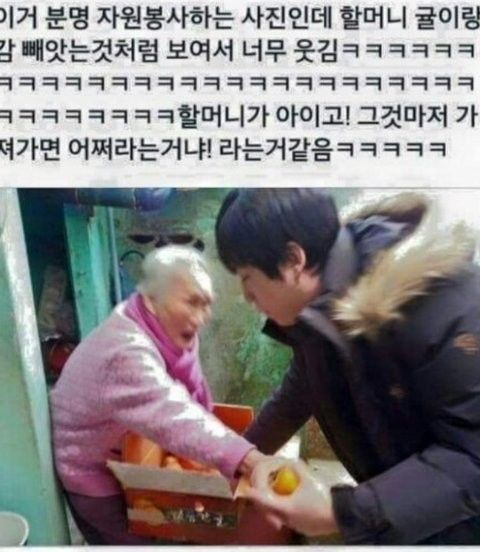 이거 분명 자원봉사하는 사진인데 할머니 귤이랑
감 빼앗는것처럼 보여서 너무 웃김ㅋㅋㅋㅋㅋㅋ
ㅋㅋㅋㅋㅋㅋㅋㅋㅋㅋㅋㅋㅋㅋㅋㅋㅋㅋㅋㅋㅋ
ㅋㅋㅋㅋㅋㅋㅋㅋ할머니가 아이고! 그것마저 가
져가면 어쩌라는거냐! 라는거같음ㅋㅋㅋㅋㅋ